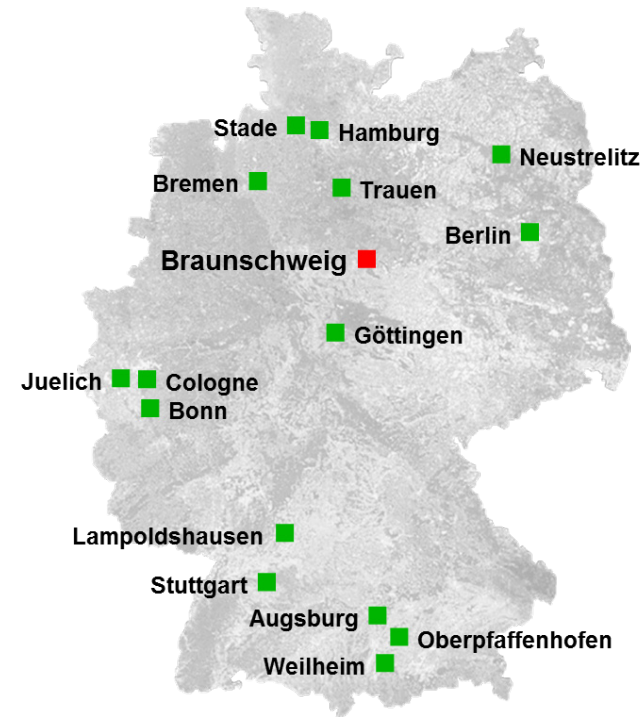 Stade
Hamburg
Neustrelitz
Bremen
Trauen
Berlin
Braunschweig
Göttingen
Juelich
Cologne
Bonn
Lampoldshausen
Stuttgart
Augsburg
Oberpfaffenhofen
Weilheim